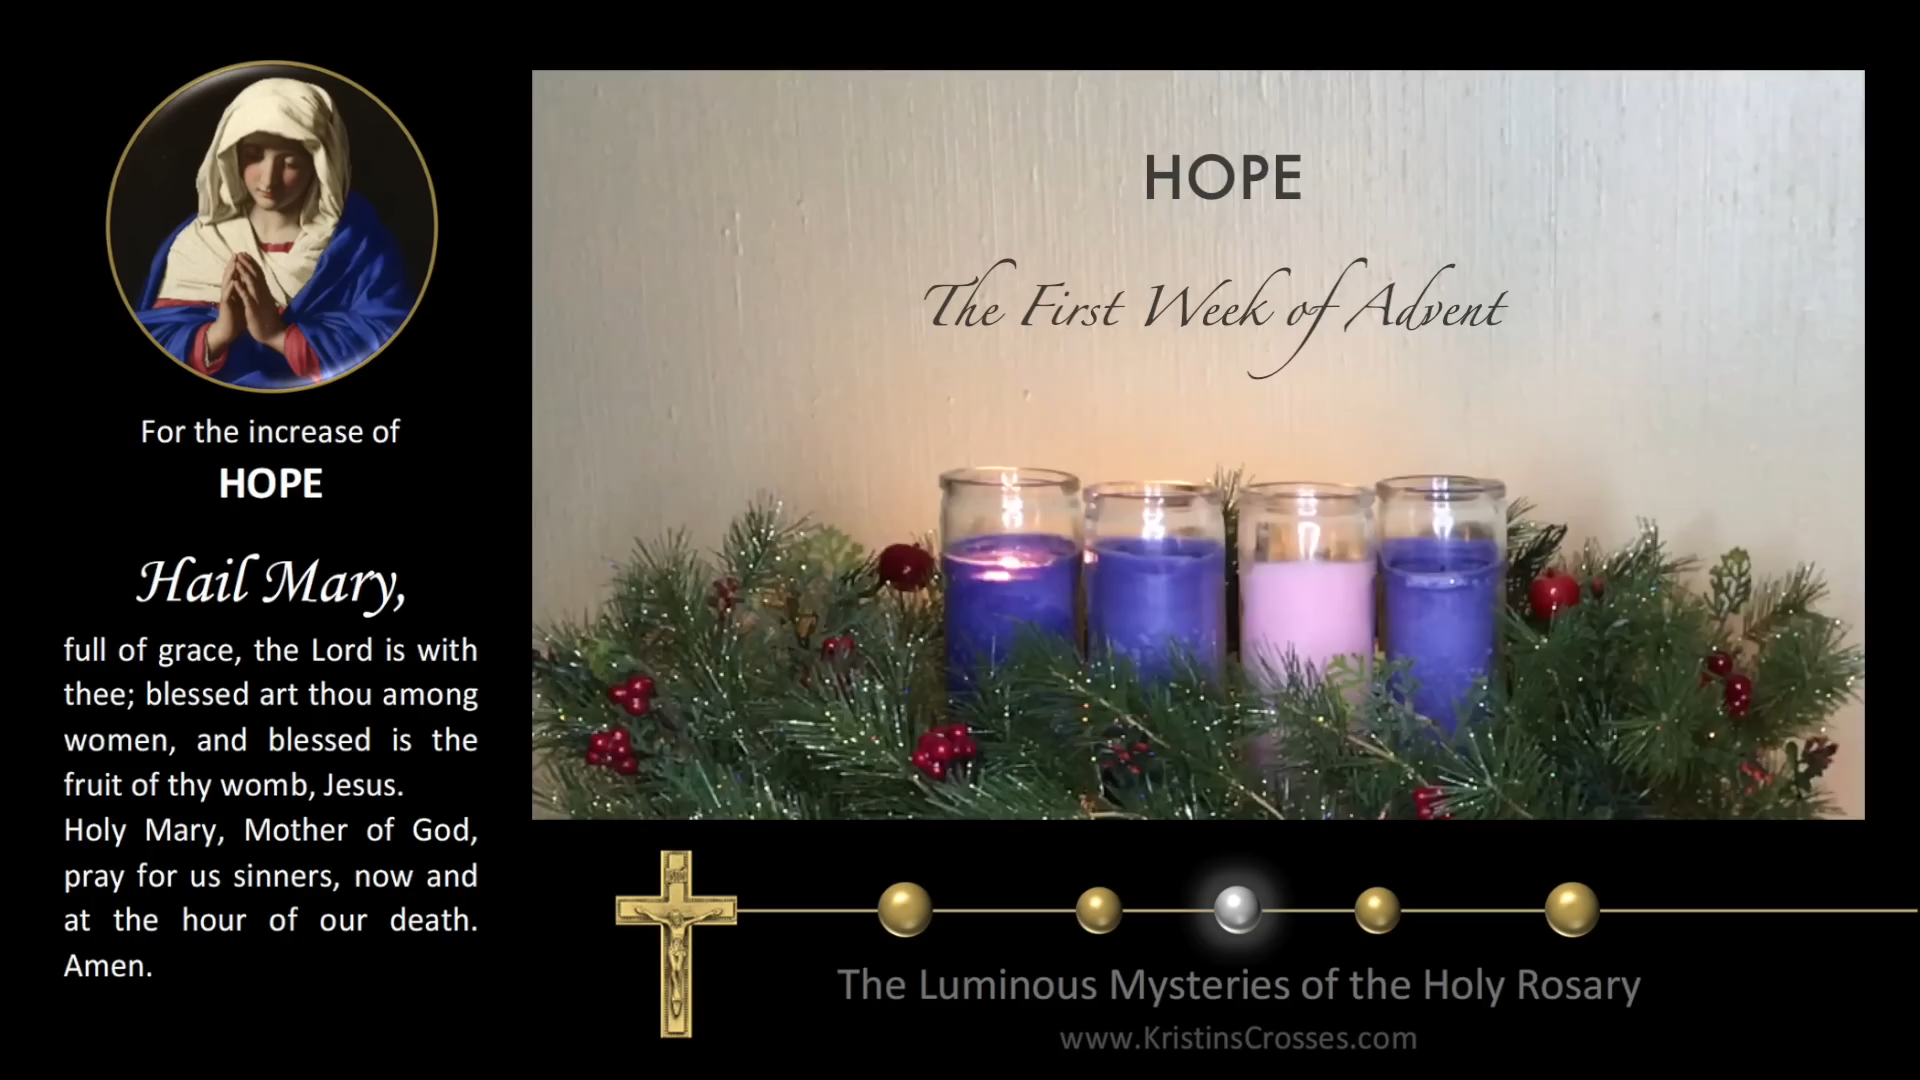 For the increase of
HOPE
Hail Mary,
full of grace, the Lord is with
thee; blessed art thou among
women, and blessed is the
fruit of thy womb, Jesus.
Holy Mary, Mother of God,
pray for us sinners, now and
at the hour of our death.
Amen.
HOPE
The First Week of Advent
The Luminous Mysteries of the Holy Rosary
www.KristinsCrosses.com